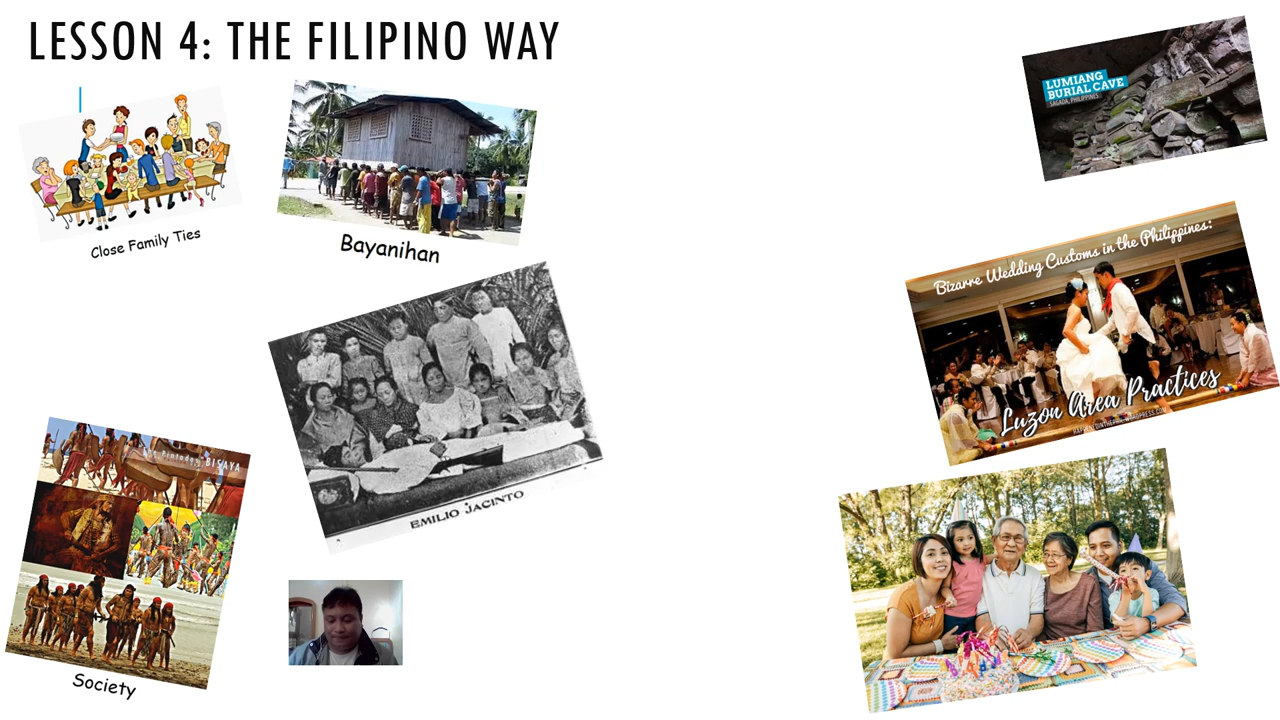 LESSON 4: THE FILIPINO WAY
Close Family Ties
Bayanihan
EMILIO JACINTO
BISAYA
Society
LUMIANG
BURIAL CAVE
SAGADA, PHILIPPINES
Bizarre Wedding Customs in the Philippines:
Luzon Area Practices